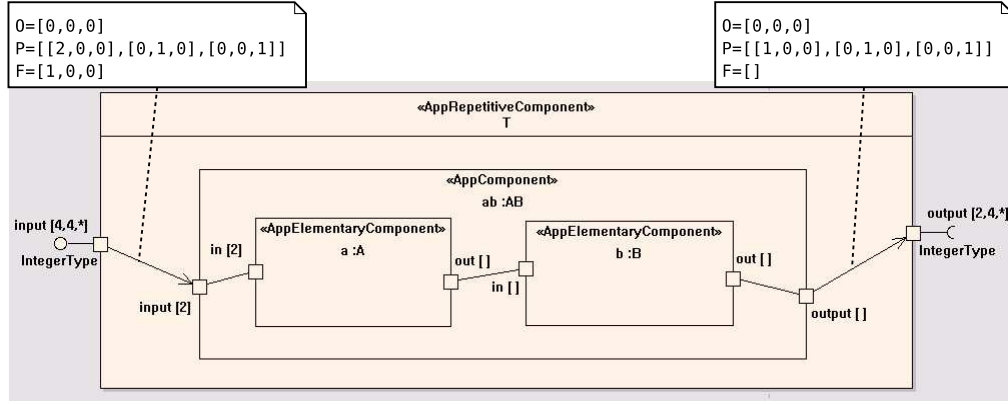 O=[0,0,0]
P=[[2,0,0],[0,1,0],[0,0,1]]
F=[1,0,0]
O=[0,0,0]
P=[[1,0,0],[0,1,0],[0,0,1]]
F=[]
«AppRepetitiveComponent»
T
«AppComponent»
ab :AB
input [4,4,*]
IntegerType
input [2]
in [2]
«AppElementaryComponent»
a :A
out [ ]
in [ ]
«AppElementaryComponent»
b :B
out [ ]
output [ ]
output [2,4,*]
IntegerType